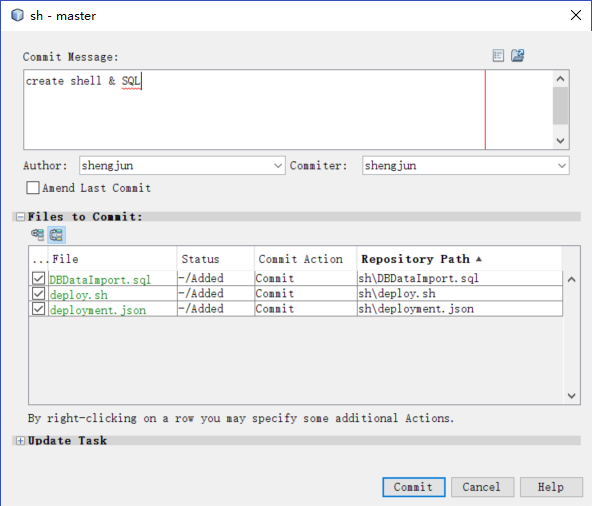 sh - master
Commit Message:
create shell & SQL
Author: shengjun Commiter: shengjun
Amend Last Commit
Files to Commit:
... File Status Commit Action Repository Path
DBDataImport.sql -/Added Commit sh\DBDataImport.sql
deploy.sh -/Added Commit sh\deploy.sh
deployment.json -/Added Commit sh\deployment.json
By right-clicking on a row you may specify some additional Actions.
Update Task
Commit Cancel Help